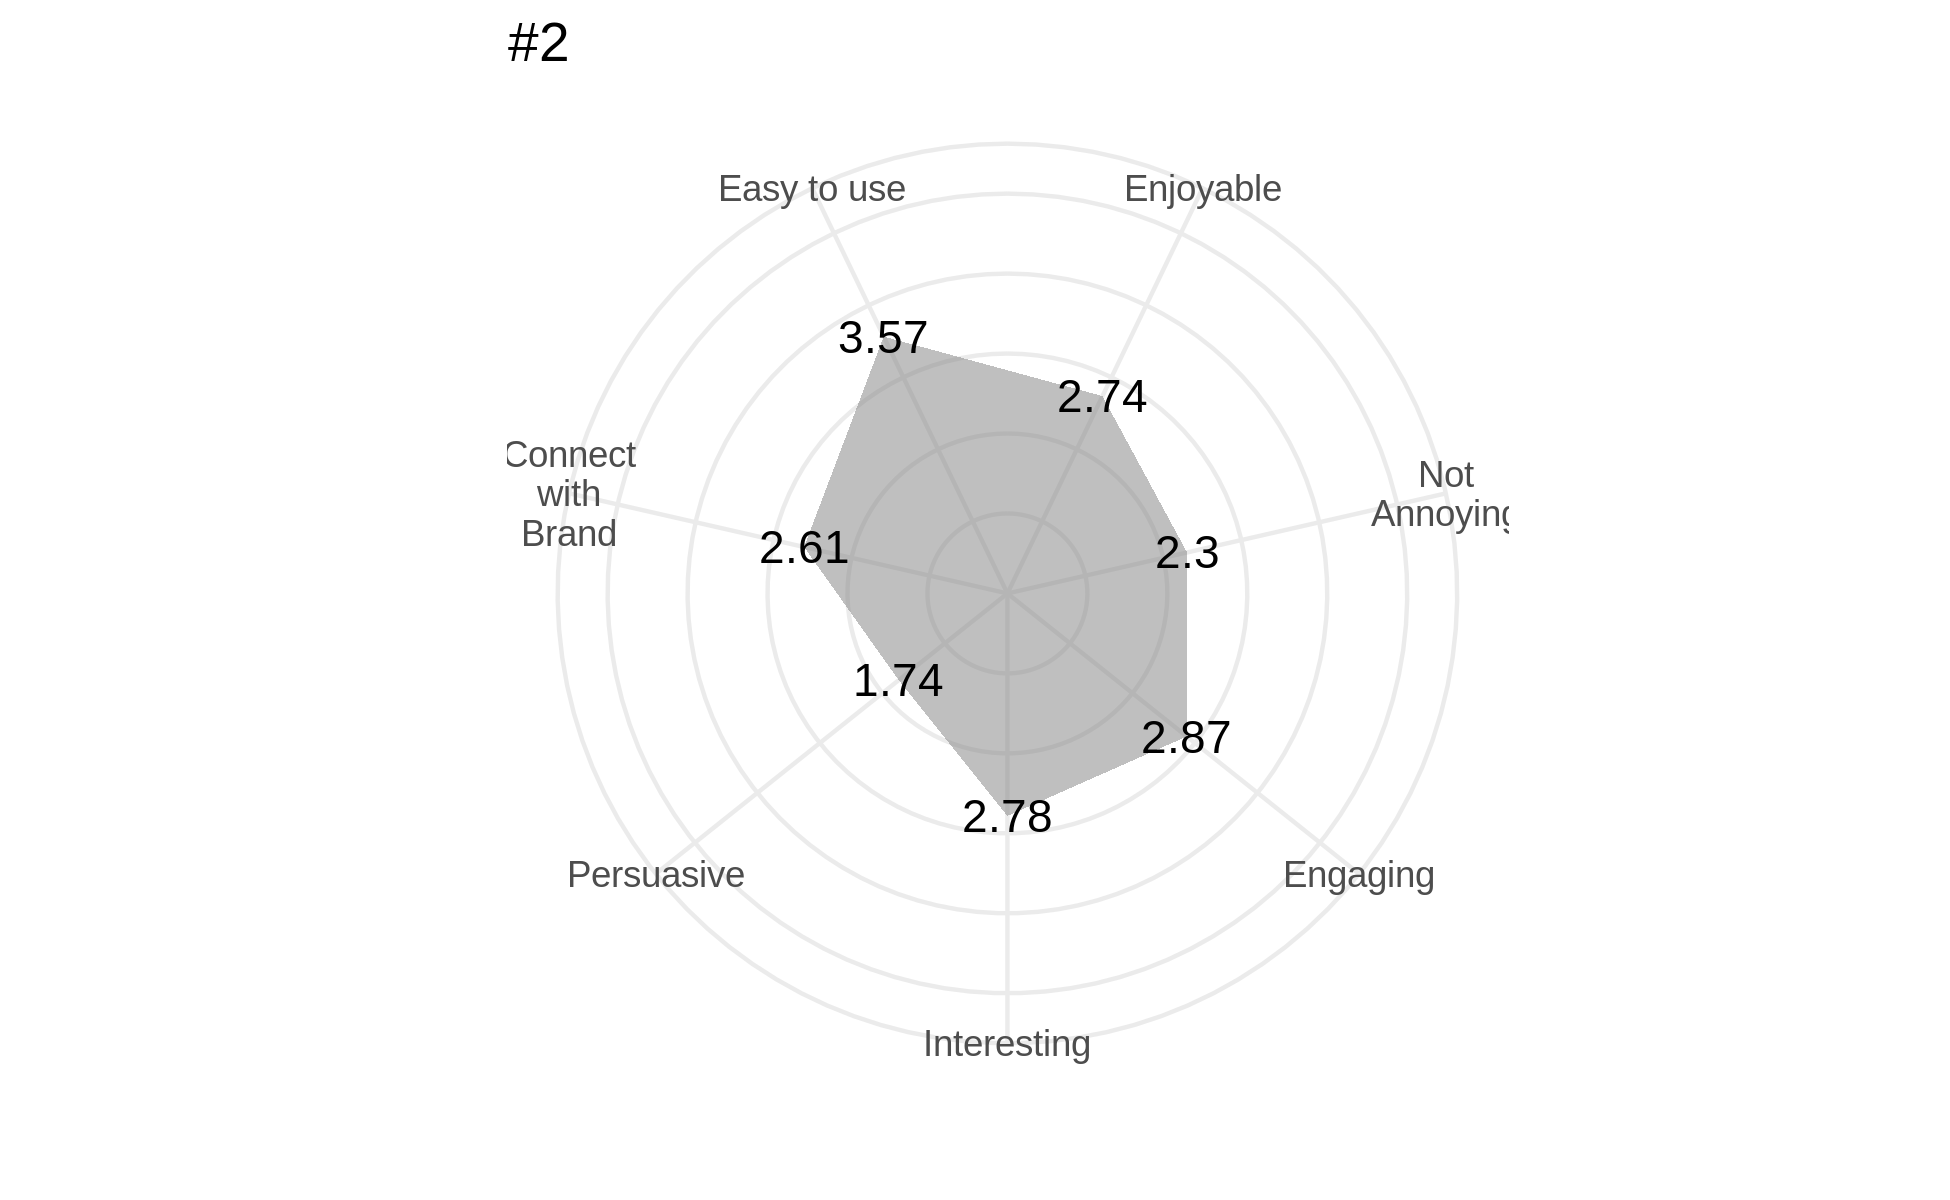 #2
Easy to use
Enjoyable
3.57
2.74
Connect
with
Brand
Not
Annoying
2.61
2.3
1.74
2.87
2.78
Persuasive
Engaging
Interesting